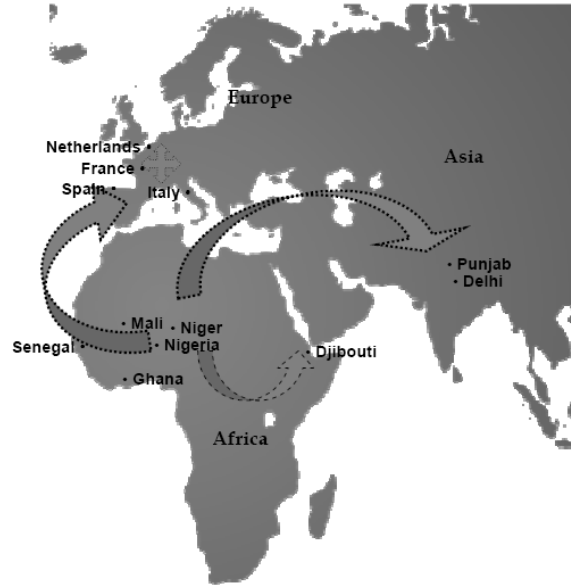 Europe
Netherlands
France
Asia
Spain
Italy
Punjab
Delhi
Mali
Niger
Senegal
Nigeria
Djibouti
Ghana
Africa